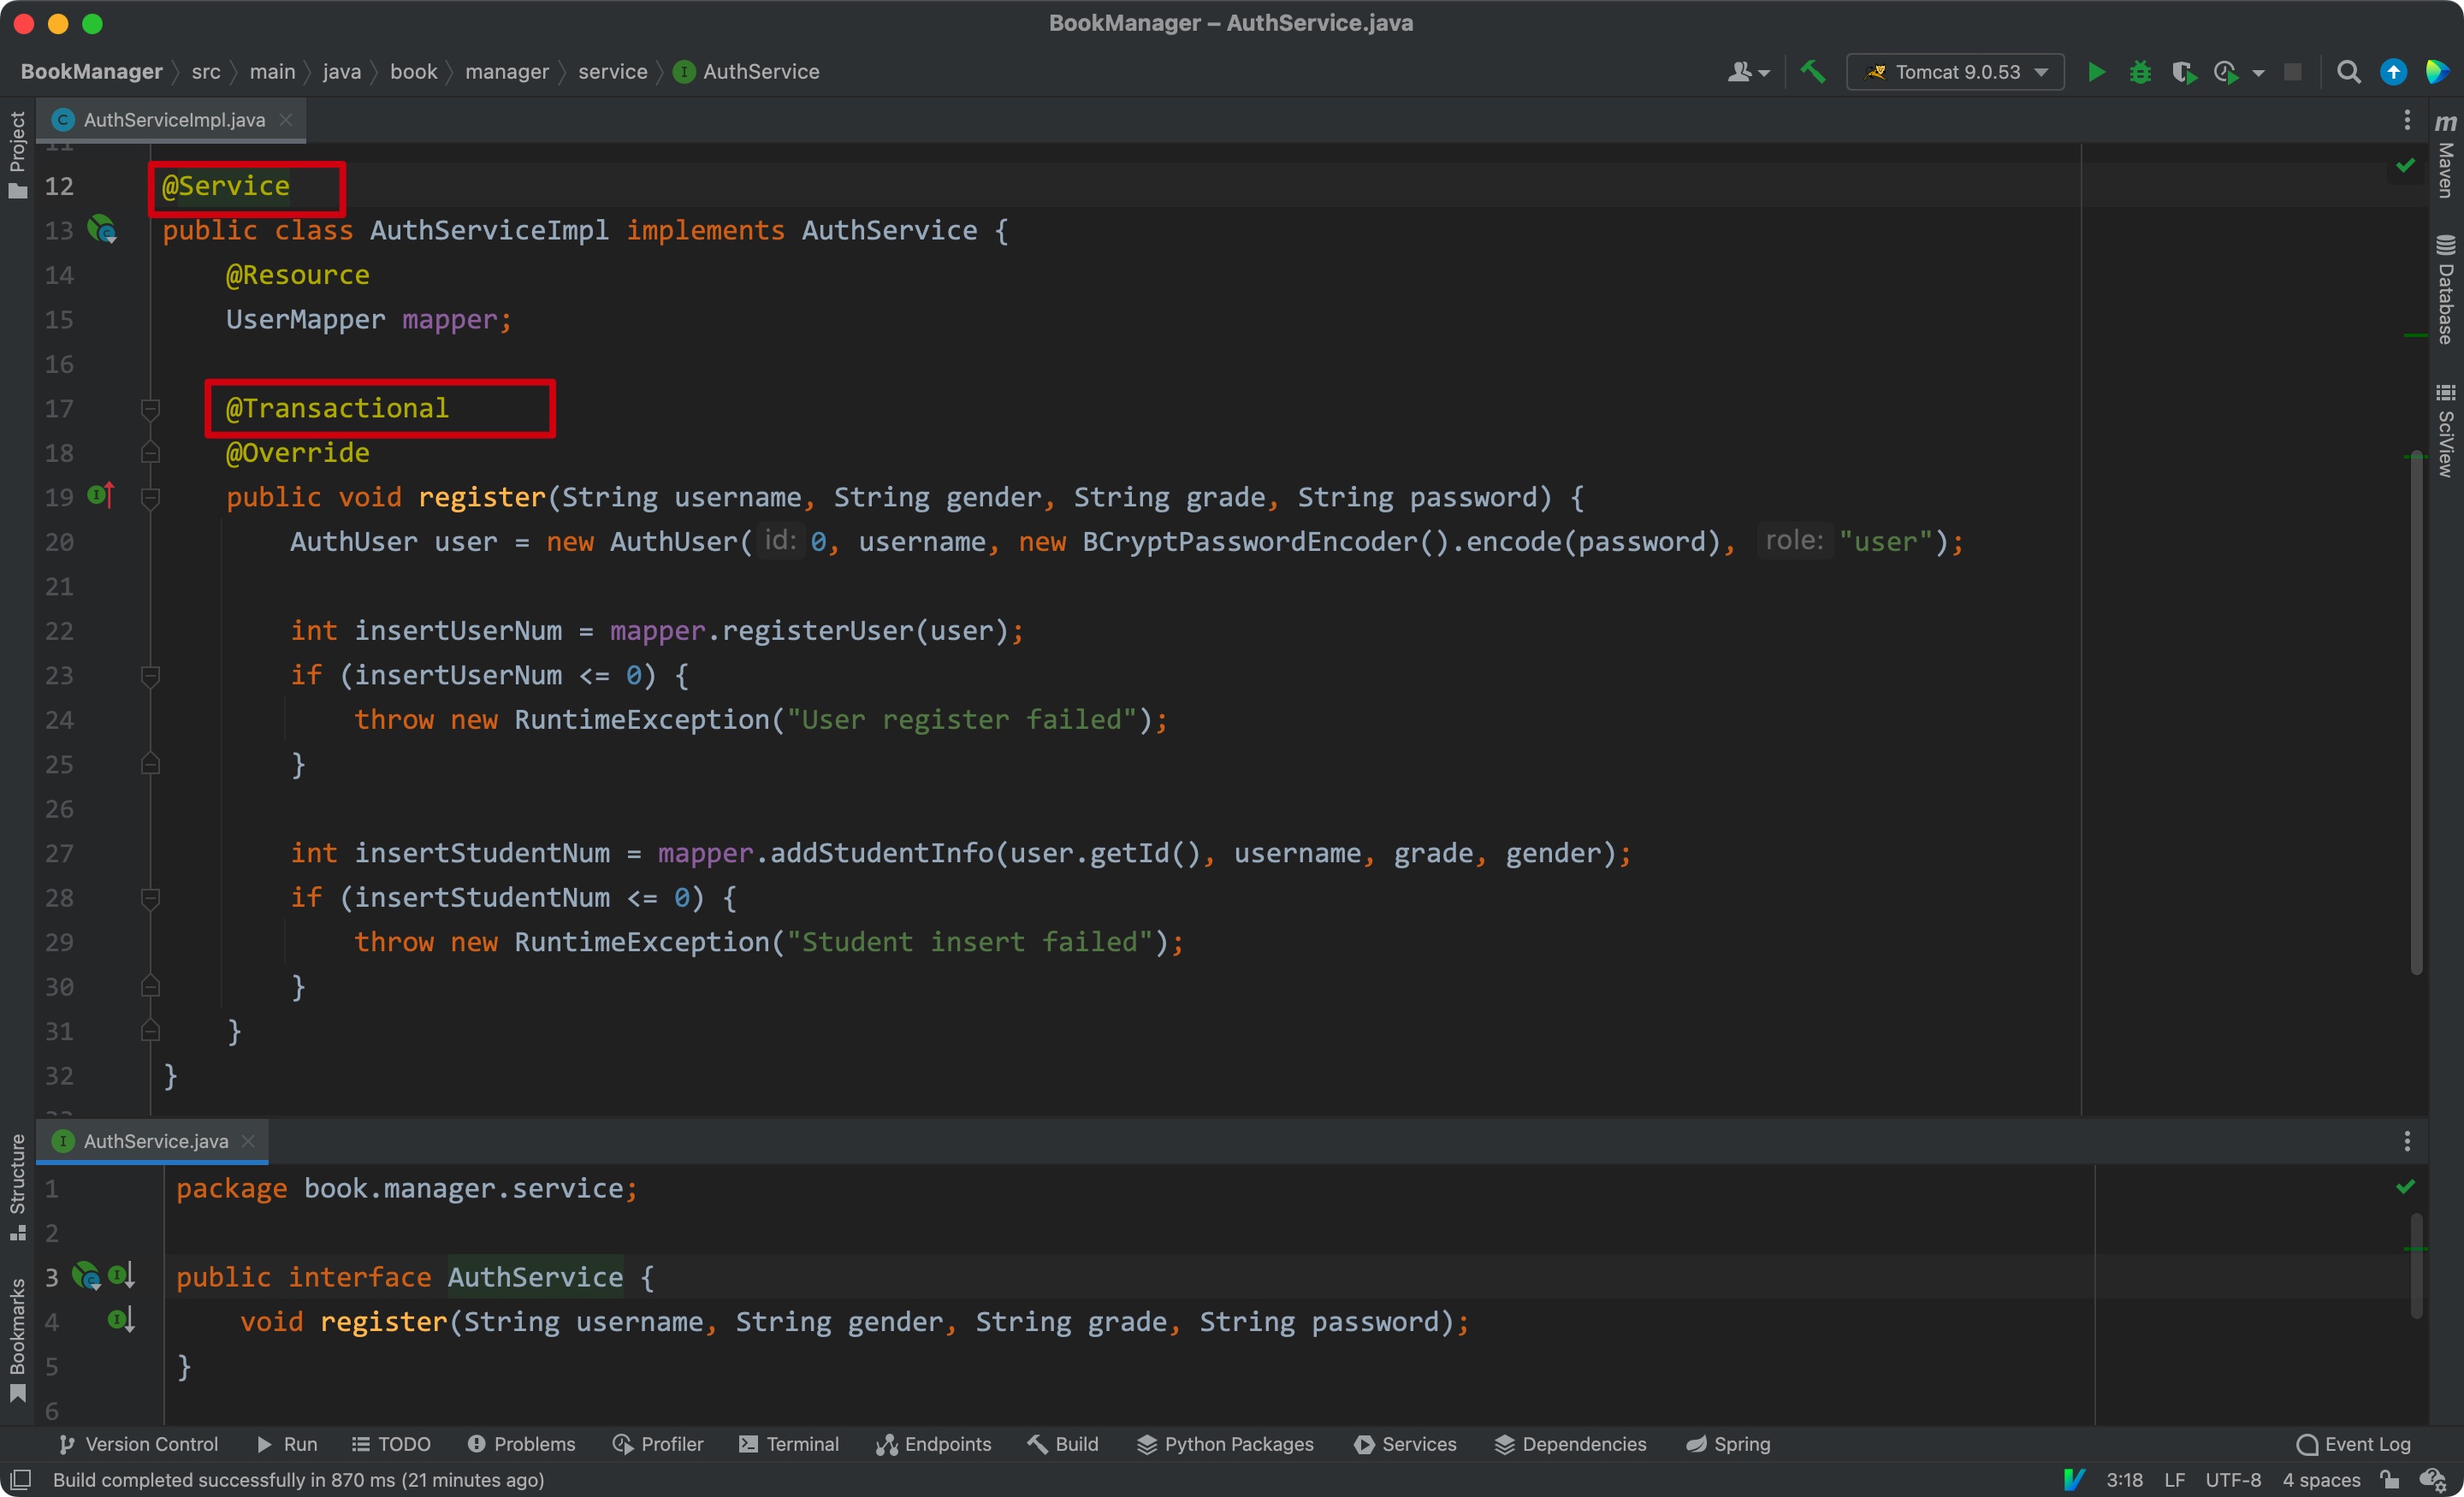 BookManager – AuthService.java
BookManager src main java book manager service AuthService
Tomcat 9.0.53
Project
AuthServiceImpl.java
Maven
Database
SciView
11
12 @Service
13 public class AuthServiceImpl implements AuthService {
14 @Resource
15 UserMapper mapper;
16
17 @Transactional
18 @Override
19 public void register(String username, String gender, String grade, String password) {
20 AuthUser user = new AuthUser( id: 0, username, new BCryptPasswordEncoder().encode(password), role: "user");
21
22 int insertUserNum = mapper.registerUser(user);
23 if (insertUserNum <= 0) {
24 throw new RuntimeException("User register failed");
25 }
26
27 int insertStudentNum = mapper.addStudentInfo(user.getId(), username, grade, gender);
28 if (insertStudentNum <= 0) {
29 throw new RuntimeException("Student insert failed");
30 }
31 }
32 }
33
Structure
Bookmarks
AuthService.java
1 package book.manager.service;
2
3 public interface AuthService {
4 void register(String username, String gender, String grade, String password);
5 }
6
Version Control Run TODO Problems Profiler Terminal Endpoints Build Python Packages Services Dependencies Spring Event Log
Build completed successfully in 870 ms (21 minutes ago) 3:18 LF UTF-8 4 spaces